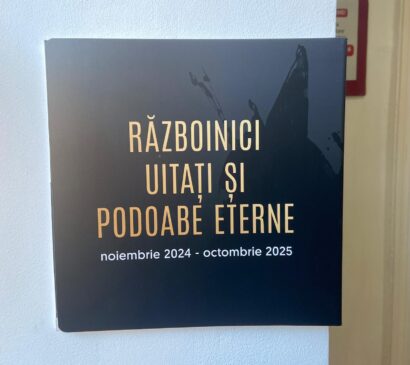 RĂZBOINICI
UITAȚI ȘI
PODOABE ETERNE
noiembrie 2024 - octombrie 2025